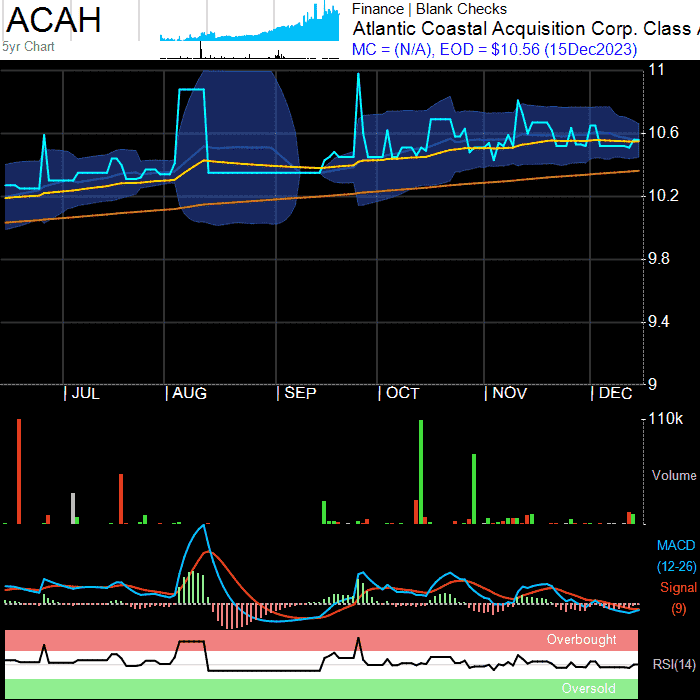 ACAH
5yr Chart
Finance | Blank Checks
Atlantic Coastal Acquisition Corp. Class
MC = (N/A), EOD = $10.56 (15Dec2023)
11
10.6
10.2
9.8
9.4
9
JUL AUG SEP OCT NOV DEC
110k
Volume
MACD
(12-26)
Signal
(9)
Overbought
RSI(14)
Oversold